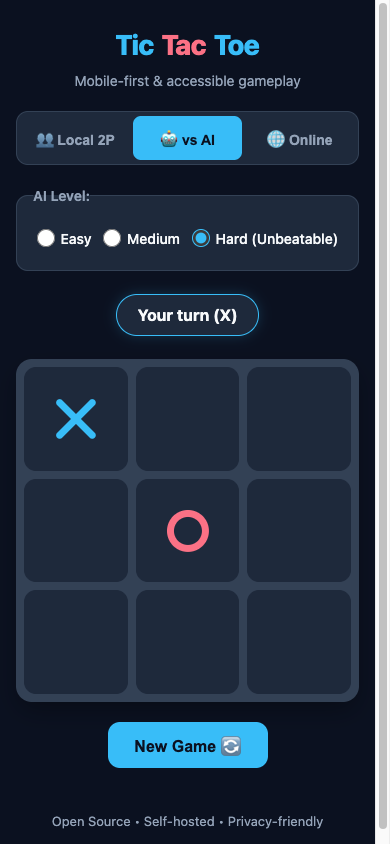 Tic Tac Toe
Mobile-first & accessible gameplay
Local 2P
vs AI
Online
AI Level:
Easy
Medium
Hard (Unbeatable)
Your turn (X)
New Game
Open Source • Self-hosted • Privacy-friendly